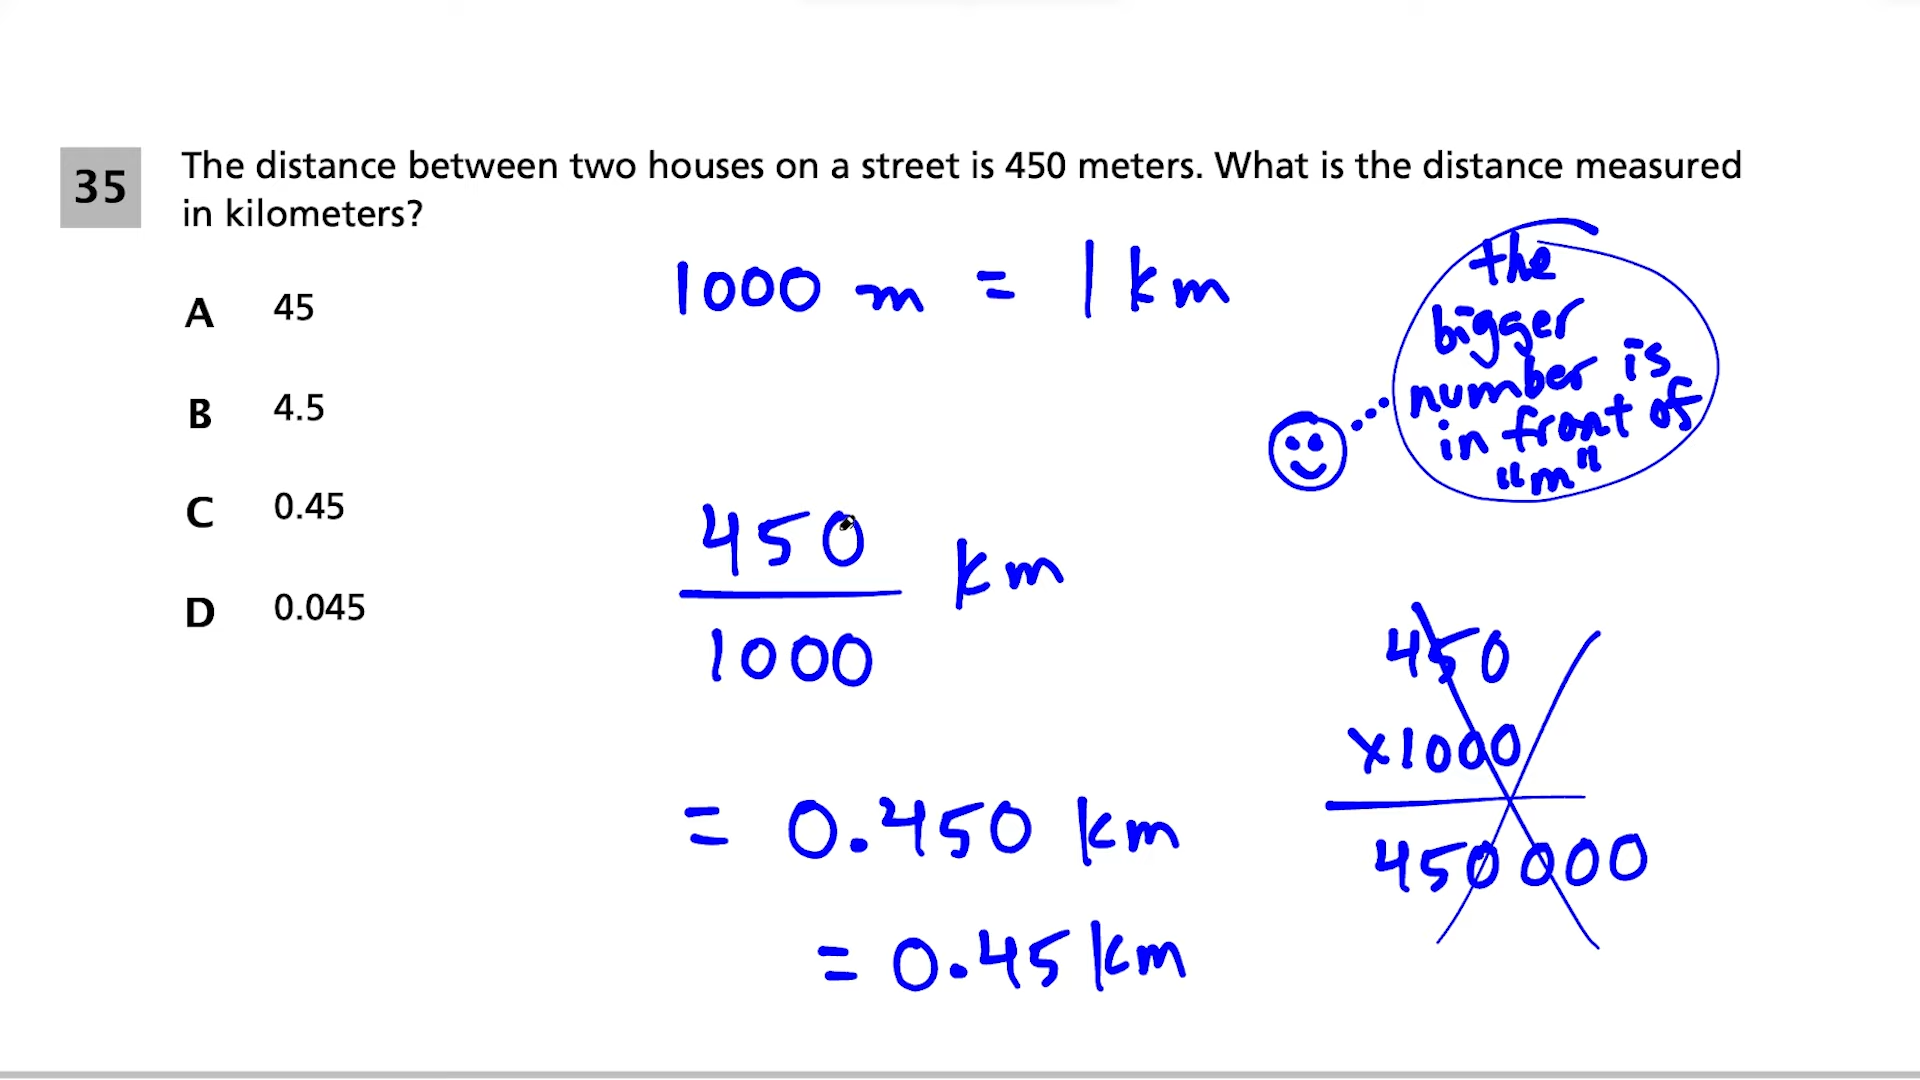 35
The distance between two houses on a street is 450 meters. What is the distance measured
in kilometers?
A 45
B 4.5
C 0.45
D 0.045
1000 m = 1 km
the
bigger
number is
in front of
"m"
450
1000
km
= 0.450 km
= 0.45 km
450
x1000
450000